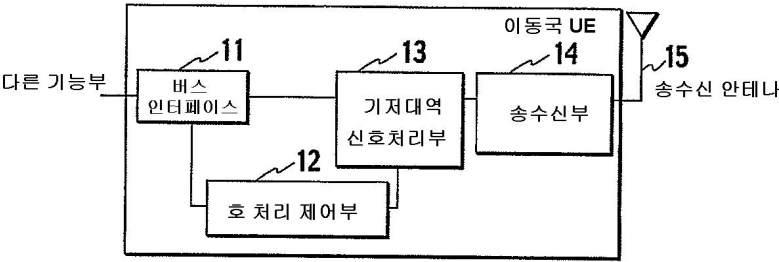 이동국 UE
11
13
14
15
다른 기능부
버스
인터페이스
기저대역
신호처리부
송수신부
송수신 안테나
12
호 처리 제어부